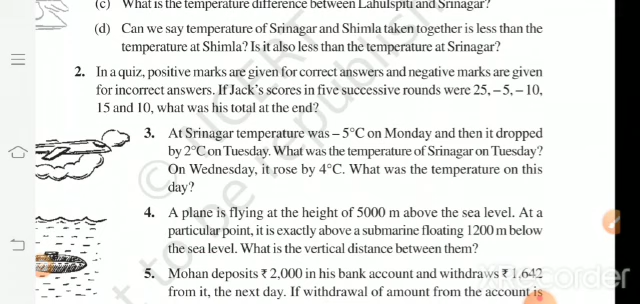 (c) What is the temperature difference between Lahulspiti and Srinagar?
(d) Can we say temperature of Srinagar and Shimla taken together is less than the
temperature at Shimla? Is it also less than the temperature at Srinagar?
2. In a quiz, positive marks are given for correct answers and negative marks are given
for incorrect answers. If Jack's scores in five successive rounds were 25, – 5, – 10,
15 and 10, what was his total at the end?
3. At Srinagar temperature was – 5°C on Monday and then it dropped
by 2°C on Tuesday. What was the temperature of Srinagar on Tuesday?
On Wednesday, it rose by 4°C. What was the temperature on this
day?
4. A plane is flying at the height of 5000 m above the sea level. At a
particular point, it is exactly above a submarine floating 1200 m below
the sea level. What is the vertical distance between them?
5. Mohan deposits ₹ 2,000 in his bank account and withdraws ₹ 1,642
from it, the next day. If withdrawal of amount from the account is